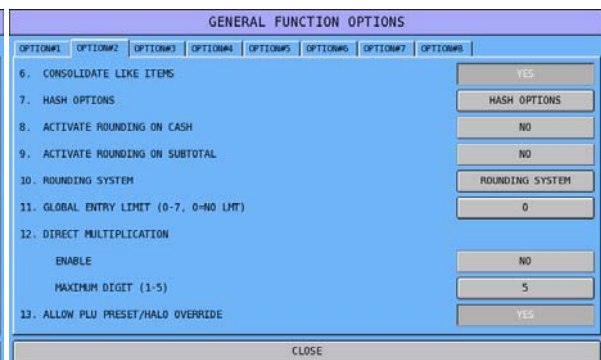 GENERAL FUNCTION OPTIONS
OPTION#1 OPTION#2 OPTION#3 OPTION#4 OPTION#5 OPTION#6 OPTION#7 OPTION#8
6. CONSOLIDATE LIKE ITEMS YES
7. HASH OPTIONS HASH OPTIONS
8. ACTIVATE ROUNDING ON CASH NO
9. ACTIVATE ROUNDING ON SUBTOTAL NO
10. ROUNDING SYSTEM ROUNDING SYSTEM
11. GLOBAL ENTRY LIMIT (0-7, 0=NO LMT) 0
12. DIRECT MULTIPLICATION
ENABLE NO
MAXIMUM DIGIT (1-5) 5
13. ALLOW PLU PRESET/HALO OVERRIDE YES
CLOSE